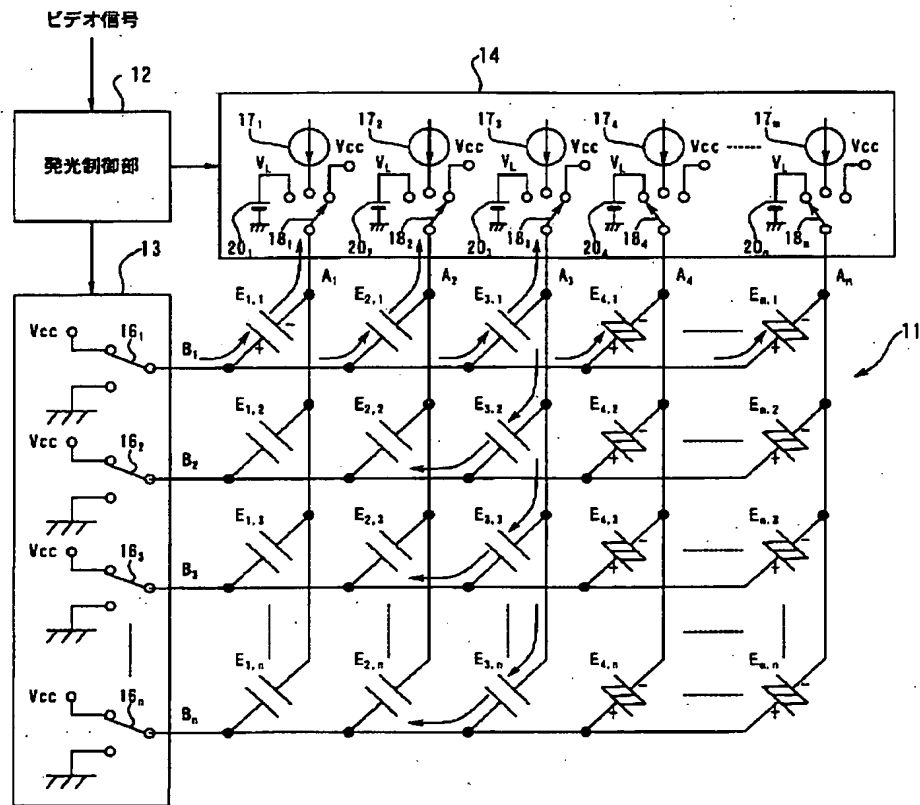 ビデオ信号
12
14
発光制御部
17₁ 17₂ 17₃ 17₄ 17ₘ
Vcc Vcc Vcc Vcc Vcc
V_L V_L V_L V_L V_L
20₁ 20₂ 20₃ 20₄
18₁ 18₂ 18₃ 18₄ 18ₘ
13
A₁ A₂ A₃ A₄ Aₘ
E₁,₁ E₂,₁ E₃,₁ E₄,₁ Eₘ,₁
Vcc 16₁ B₁ + - + - + -
11
E₁,₂ E₂,₂ E₃,₂ E₄,₂ Eₘ,₂
Vcc 16₂ B₂ + - + -
E₁,₃ E₂,₃ E₃,₃ E₄,₃ Eₘ,₃
Vcc 16₃ B₃ + - + -
E₁,ₙ E₂,ₙ E₃,ₙ E₄,ₙ Eₘ,ₙ
Vcc 16ₙ Bₙ + - + -